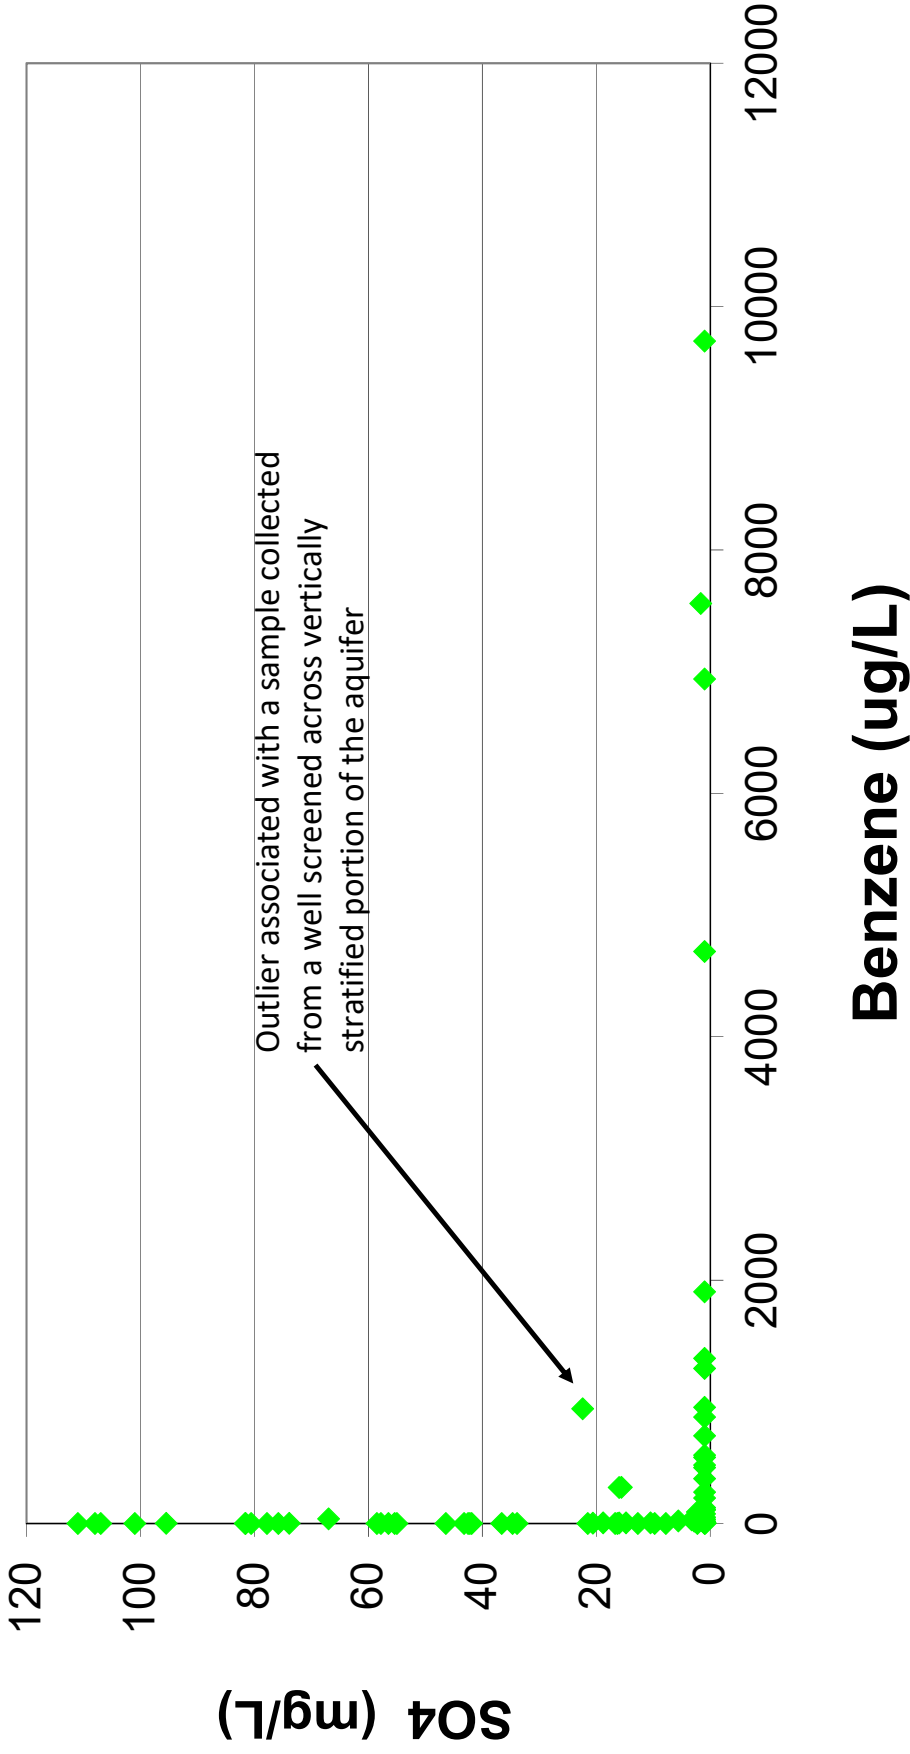 Outlier associated with a sample collected
from a well screened across vertically
stratified portion of the aquifer
120
100
80
60
40
20
0
0
2000
4000
6000
8000
10000
12000
SO4 (mg/L)
Benzene (ug/L)